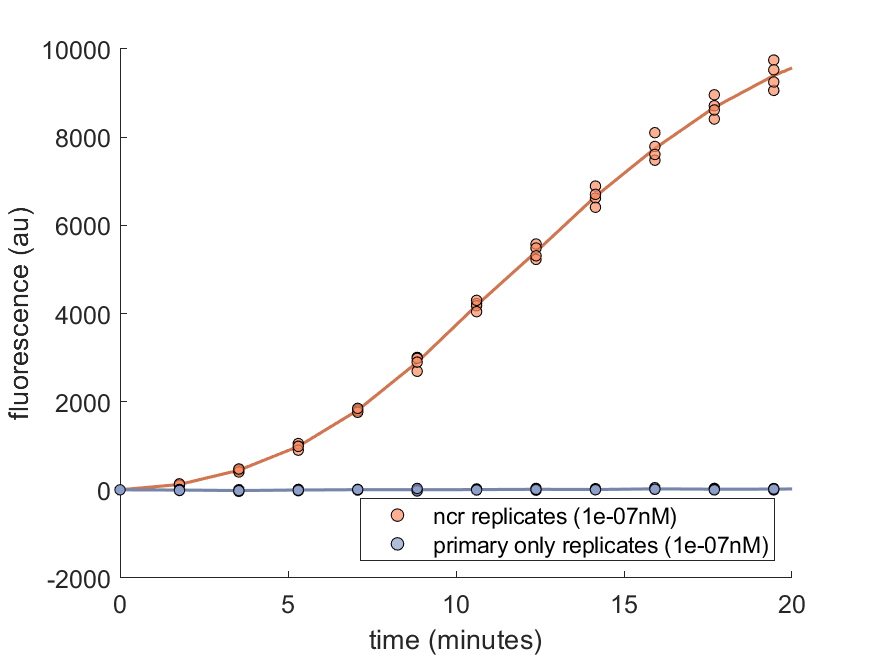 10000
8000
6000
4000
2000
0
-2000
fluorescence (au)
ncr replicates (1e-07nM)
primary only replicates (1e-07nM)
0 5 10 15 20
time (minutes)